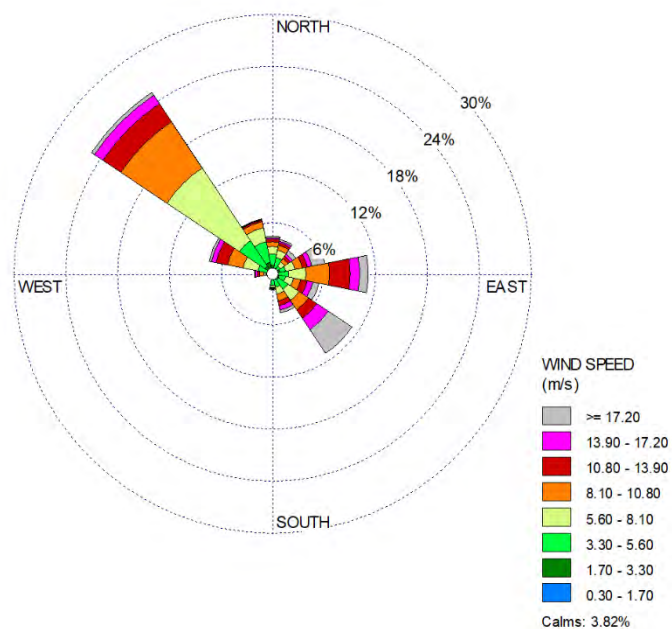 NORTH
30%
24%
18%
12%
6%
WEST
EAST
SOUTH
WIND SPEED
(m/s)
>= 17.20
13.90 - 17.20
10.80 - 13.90
8.10 - 10.80
5.60 - 8.10
3.30 - 5.60
1.70 - 3.30
0.30 - 1.70
Calms: 3.82%